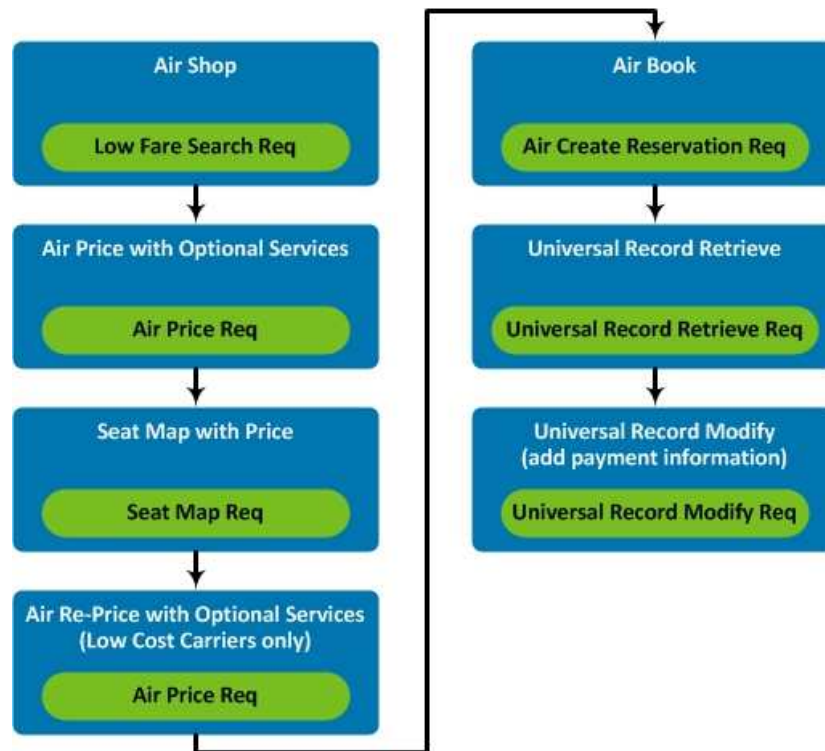 Air Shop
Low Fare Search Req
Air Price with Optional Services
Air Price Req
Seat Map with Price
Seat Map Req
Air Re-Price with Optional Services
(Low Cost Carriers only)
Air Price Req
Air Book
Air Create Reservation Req
Universal Record Retrieve
Universal Record Retrieve Req
Universal Record Modify
(add payment information)
Universal Record Modify Req